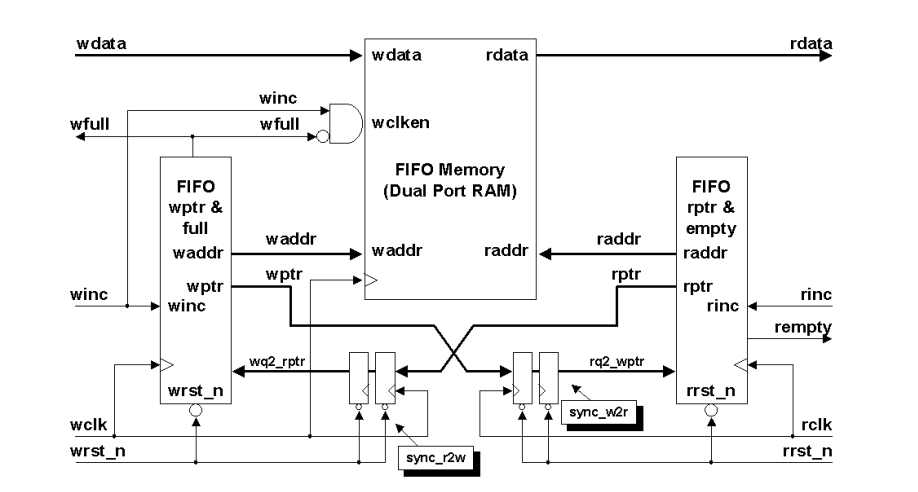 wdata
wdata
rdata
rdata
winc
wclken
wfull
wfull
FIFO Memory
(Dual Port RAM)
FIFO
wptr &
full
FIFO
rptr &
empty
waddr
waddr
waddr
raddr
raddr
raddr
wptr
wptr
rptr
rptr
winc
winc
rinc
rinc
rempty
wq2_rptr
rq2_wptr
wrst_n
rrst_n
sync_w2r
wclk
rclk
wrst_n
sync_r2w
rrst_n